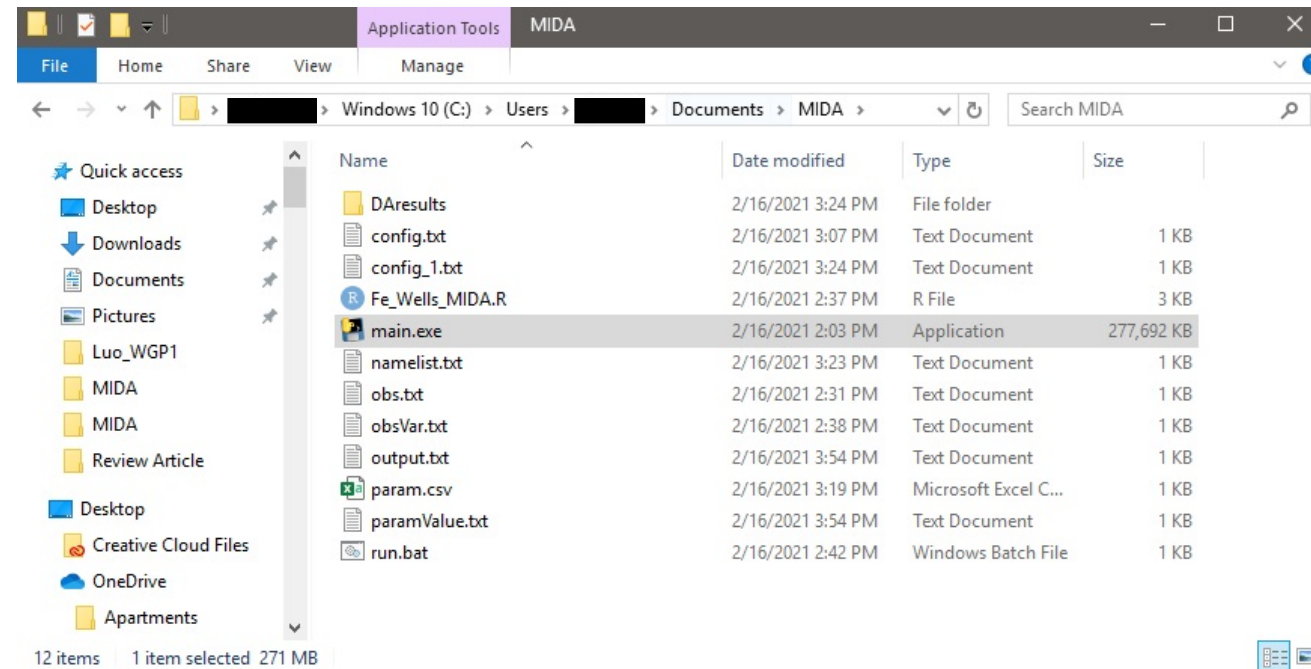 Application Tools MIDA
File Home Share View Manage
Windows 10 (C:) Users Documents MIDA Search MIDA
Quick access
Desktop
Downloads
Documents
Pictures
Luo_WGP1
MIDA
MIDA
Review Article
Desktop
Creative Cloud Files
OneDrive
Apartments
Name Date modified Type Size
DAresults 2/16/2021 3:24 PM File folder
config.txt 2/16/2021 3:07 PM Text Document 1 KB
config_1.txt 2/16/2021 3:24 PM Text Document 1 KB
R Fe_Wells_MIDA.R 2/16/2021 2:37 PM R File 3 KB
main.exe 2/16/2021 2:03 PM Application 277,692 KB
namelist.txt 2/16/2021 3:23 PM Text Document 1 KB
obs.txt 2/16/2021 2:31 PM Text Document 1 KB
obsVar.txt 2/16/2021 2:38 PM Text Document 1 KB
output.txt 2/16/2021 3:54 PM Text Document 1 KB
param.csv 2/16/2021 3:19 PM Microsoft Excel C... 1 KB
paramValue.txt 2/16/2021 3:54 PM Text Document 1 KB
run.bat 2/16/2021 2:42 PM Windows Batch File 1 KB
12 items 1 item selected 271 MB